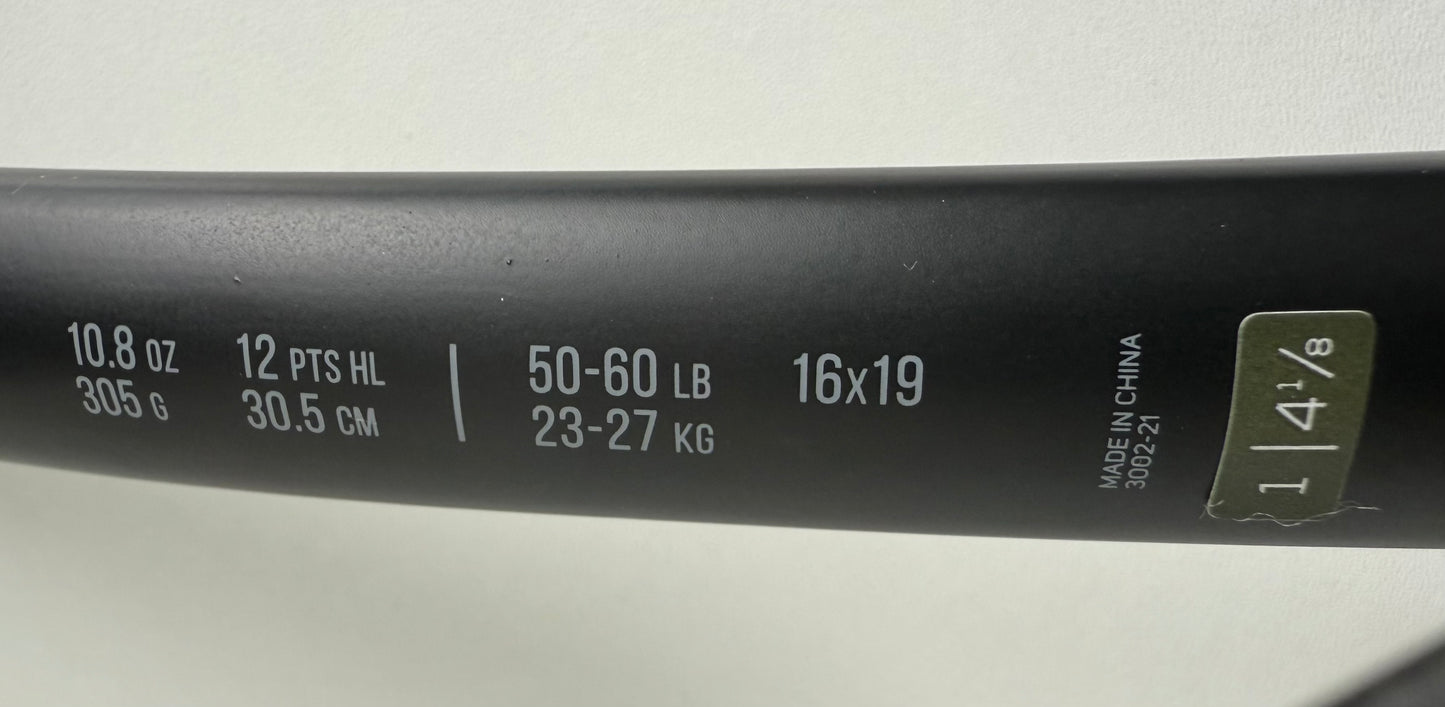 10.8 OZ
305 G
12 PTS HL
30.5 CM
50-60 LB
23-27 KG
16x19
MADE IN CHINA
3002-21
1 | 4 1/8